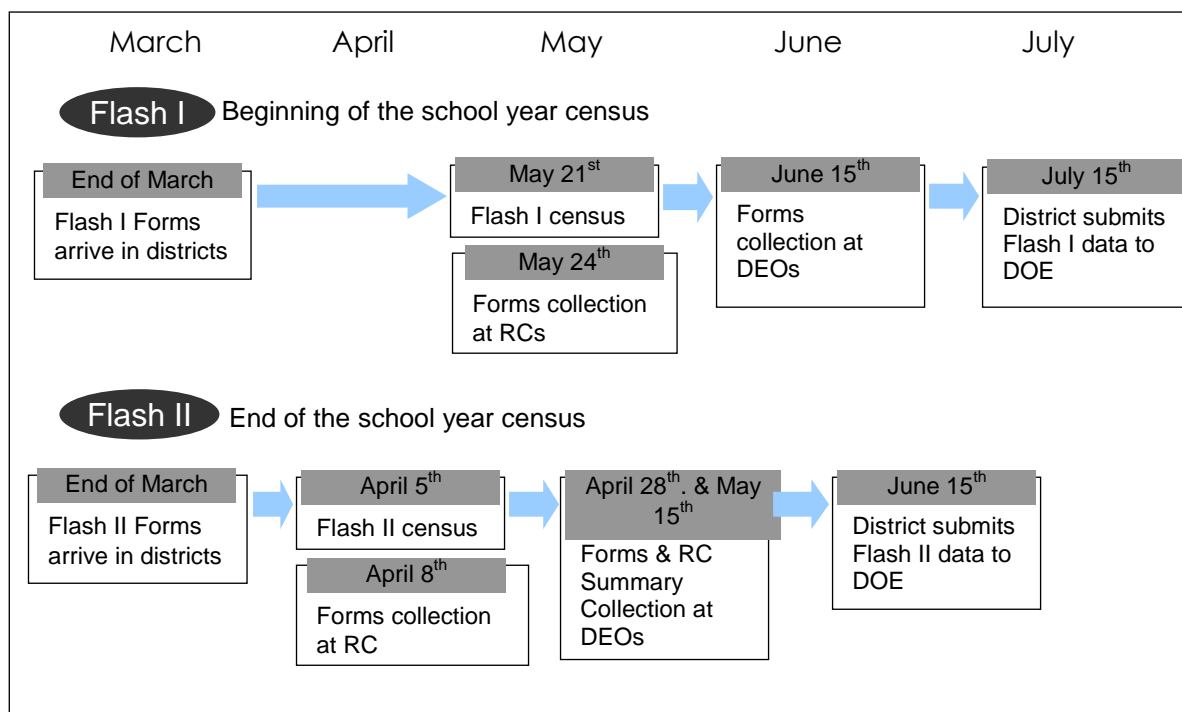 March April May June July
Flash I Beginning of the school year census
End of March
Flash I Forms
arrive in districts
May 21st
Flash I census
May 24th
Forms collection
at RCs
June 15th
Forms
collection at
DEOs
July 15th
District submits
Flash I data to
DOE
Flash II End of the school year census
End of March
Flash II Forms
arrive in districts
April 5th
Flash II census
April 8th
Forms collection
at RC
April 28th. & May
15th
Forms & RC
Summary
Collection at
DEOs
June 15th
District submits
Flash II data to
DOE